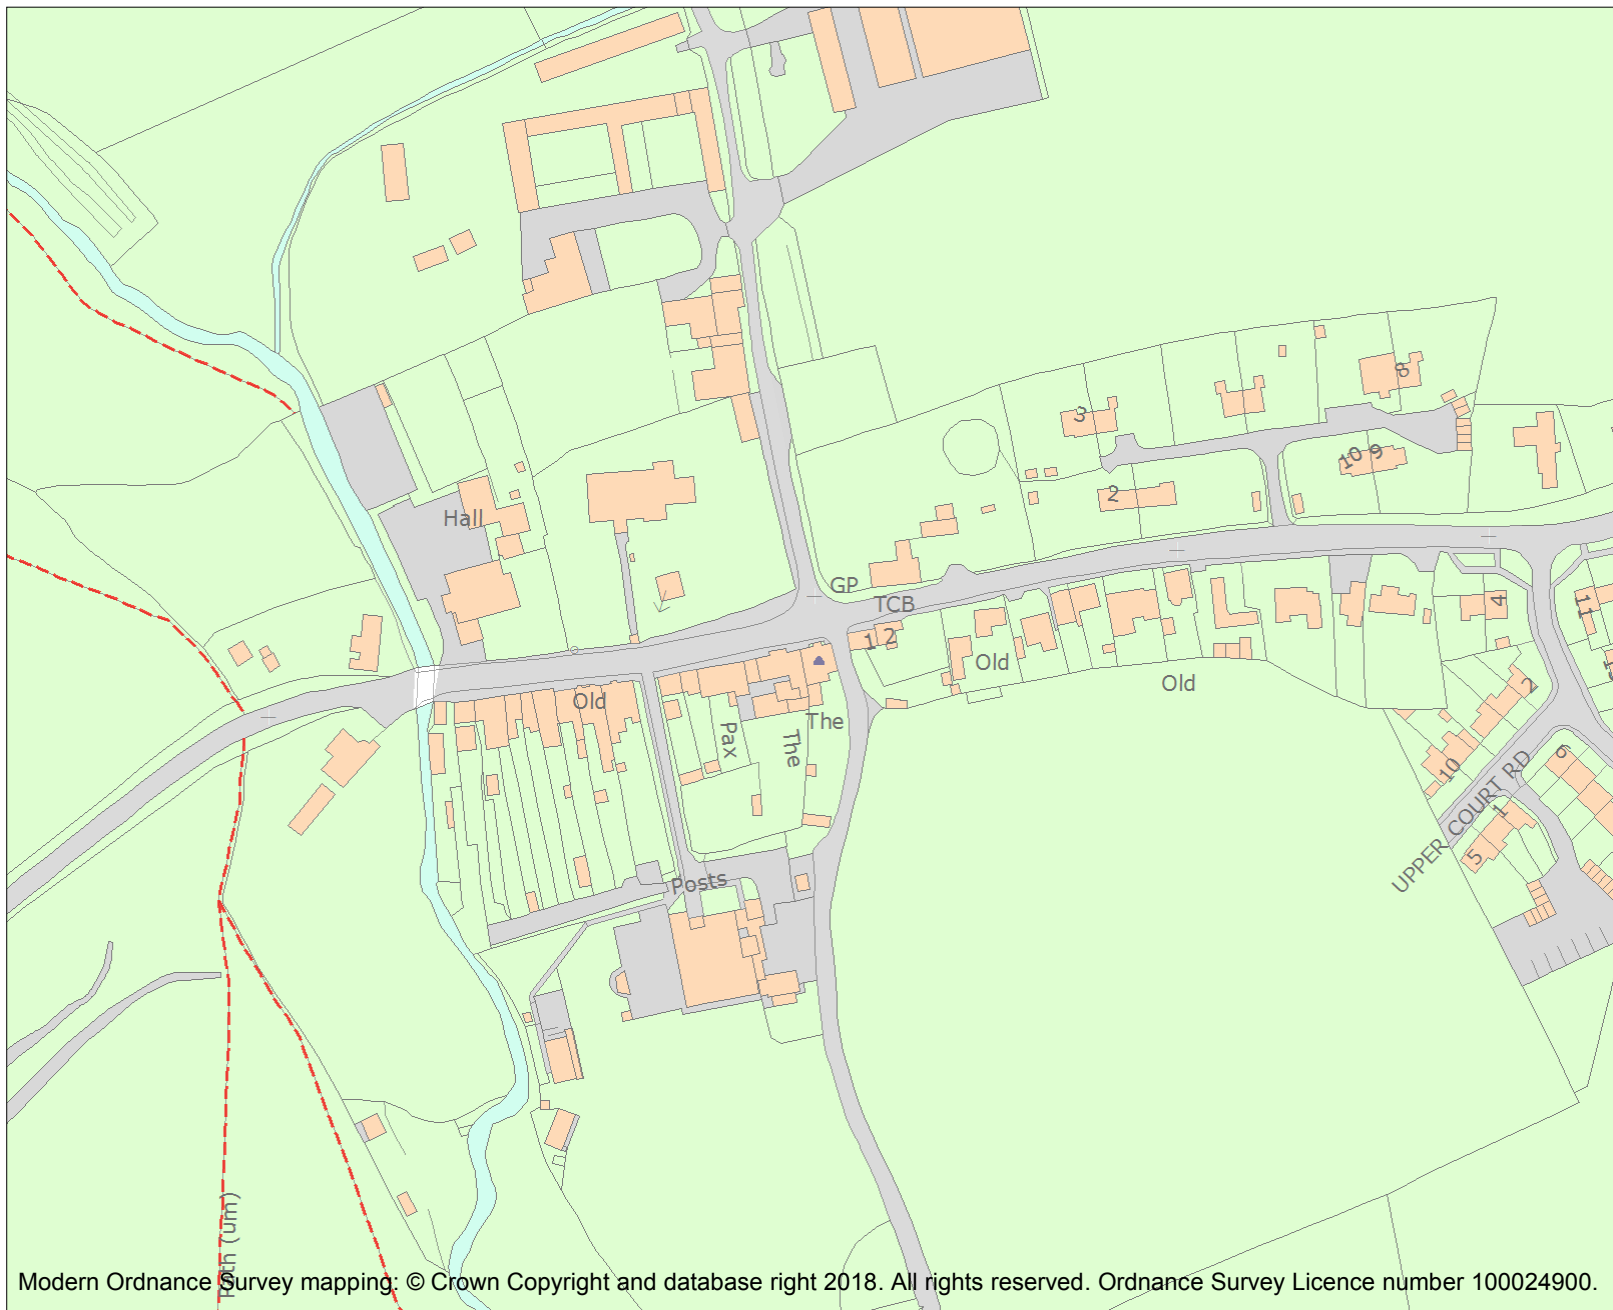 8
3
10 9
2
Hall
GP
TCB
4
11
1 2
Old
Old
2
Old
The
Pax
The
10
6
UPPER COURT RD
1
5
Posts
Path (um)
Modern Ordnance Survey mapping: © Crown Copyright and database right 2018. All rights reserved. Ordnance Survey Licence number 100024900.